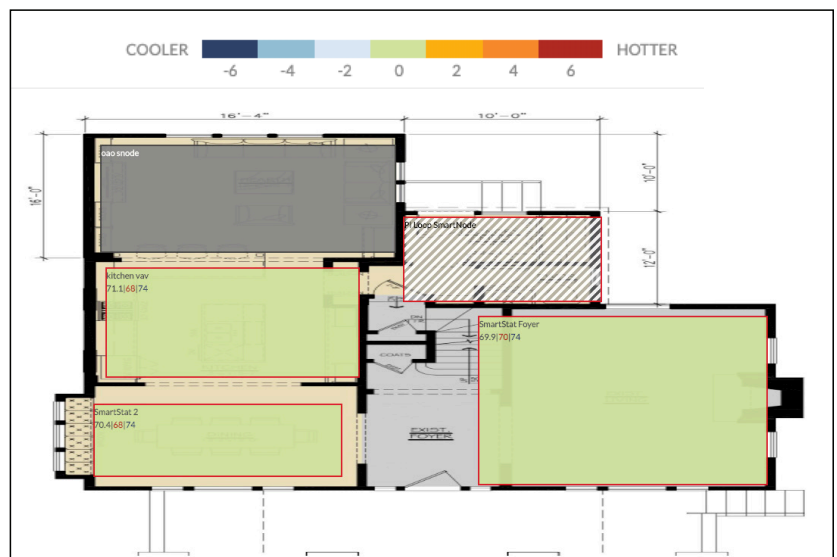 COOLER
HOTTER
-6 -4 -2 0 2 4 6
16'-4"
10'-0"
16'-0"
10'-0"
12'-0"
oao snode
PI Loop SmartNode
kitchen vav
71.1|68|74
SmartStat Foyer
69.9|70|74
COATS
SmartStat 2
70.4|68|74
EXIST.
FOYER